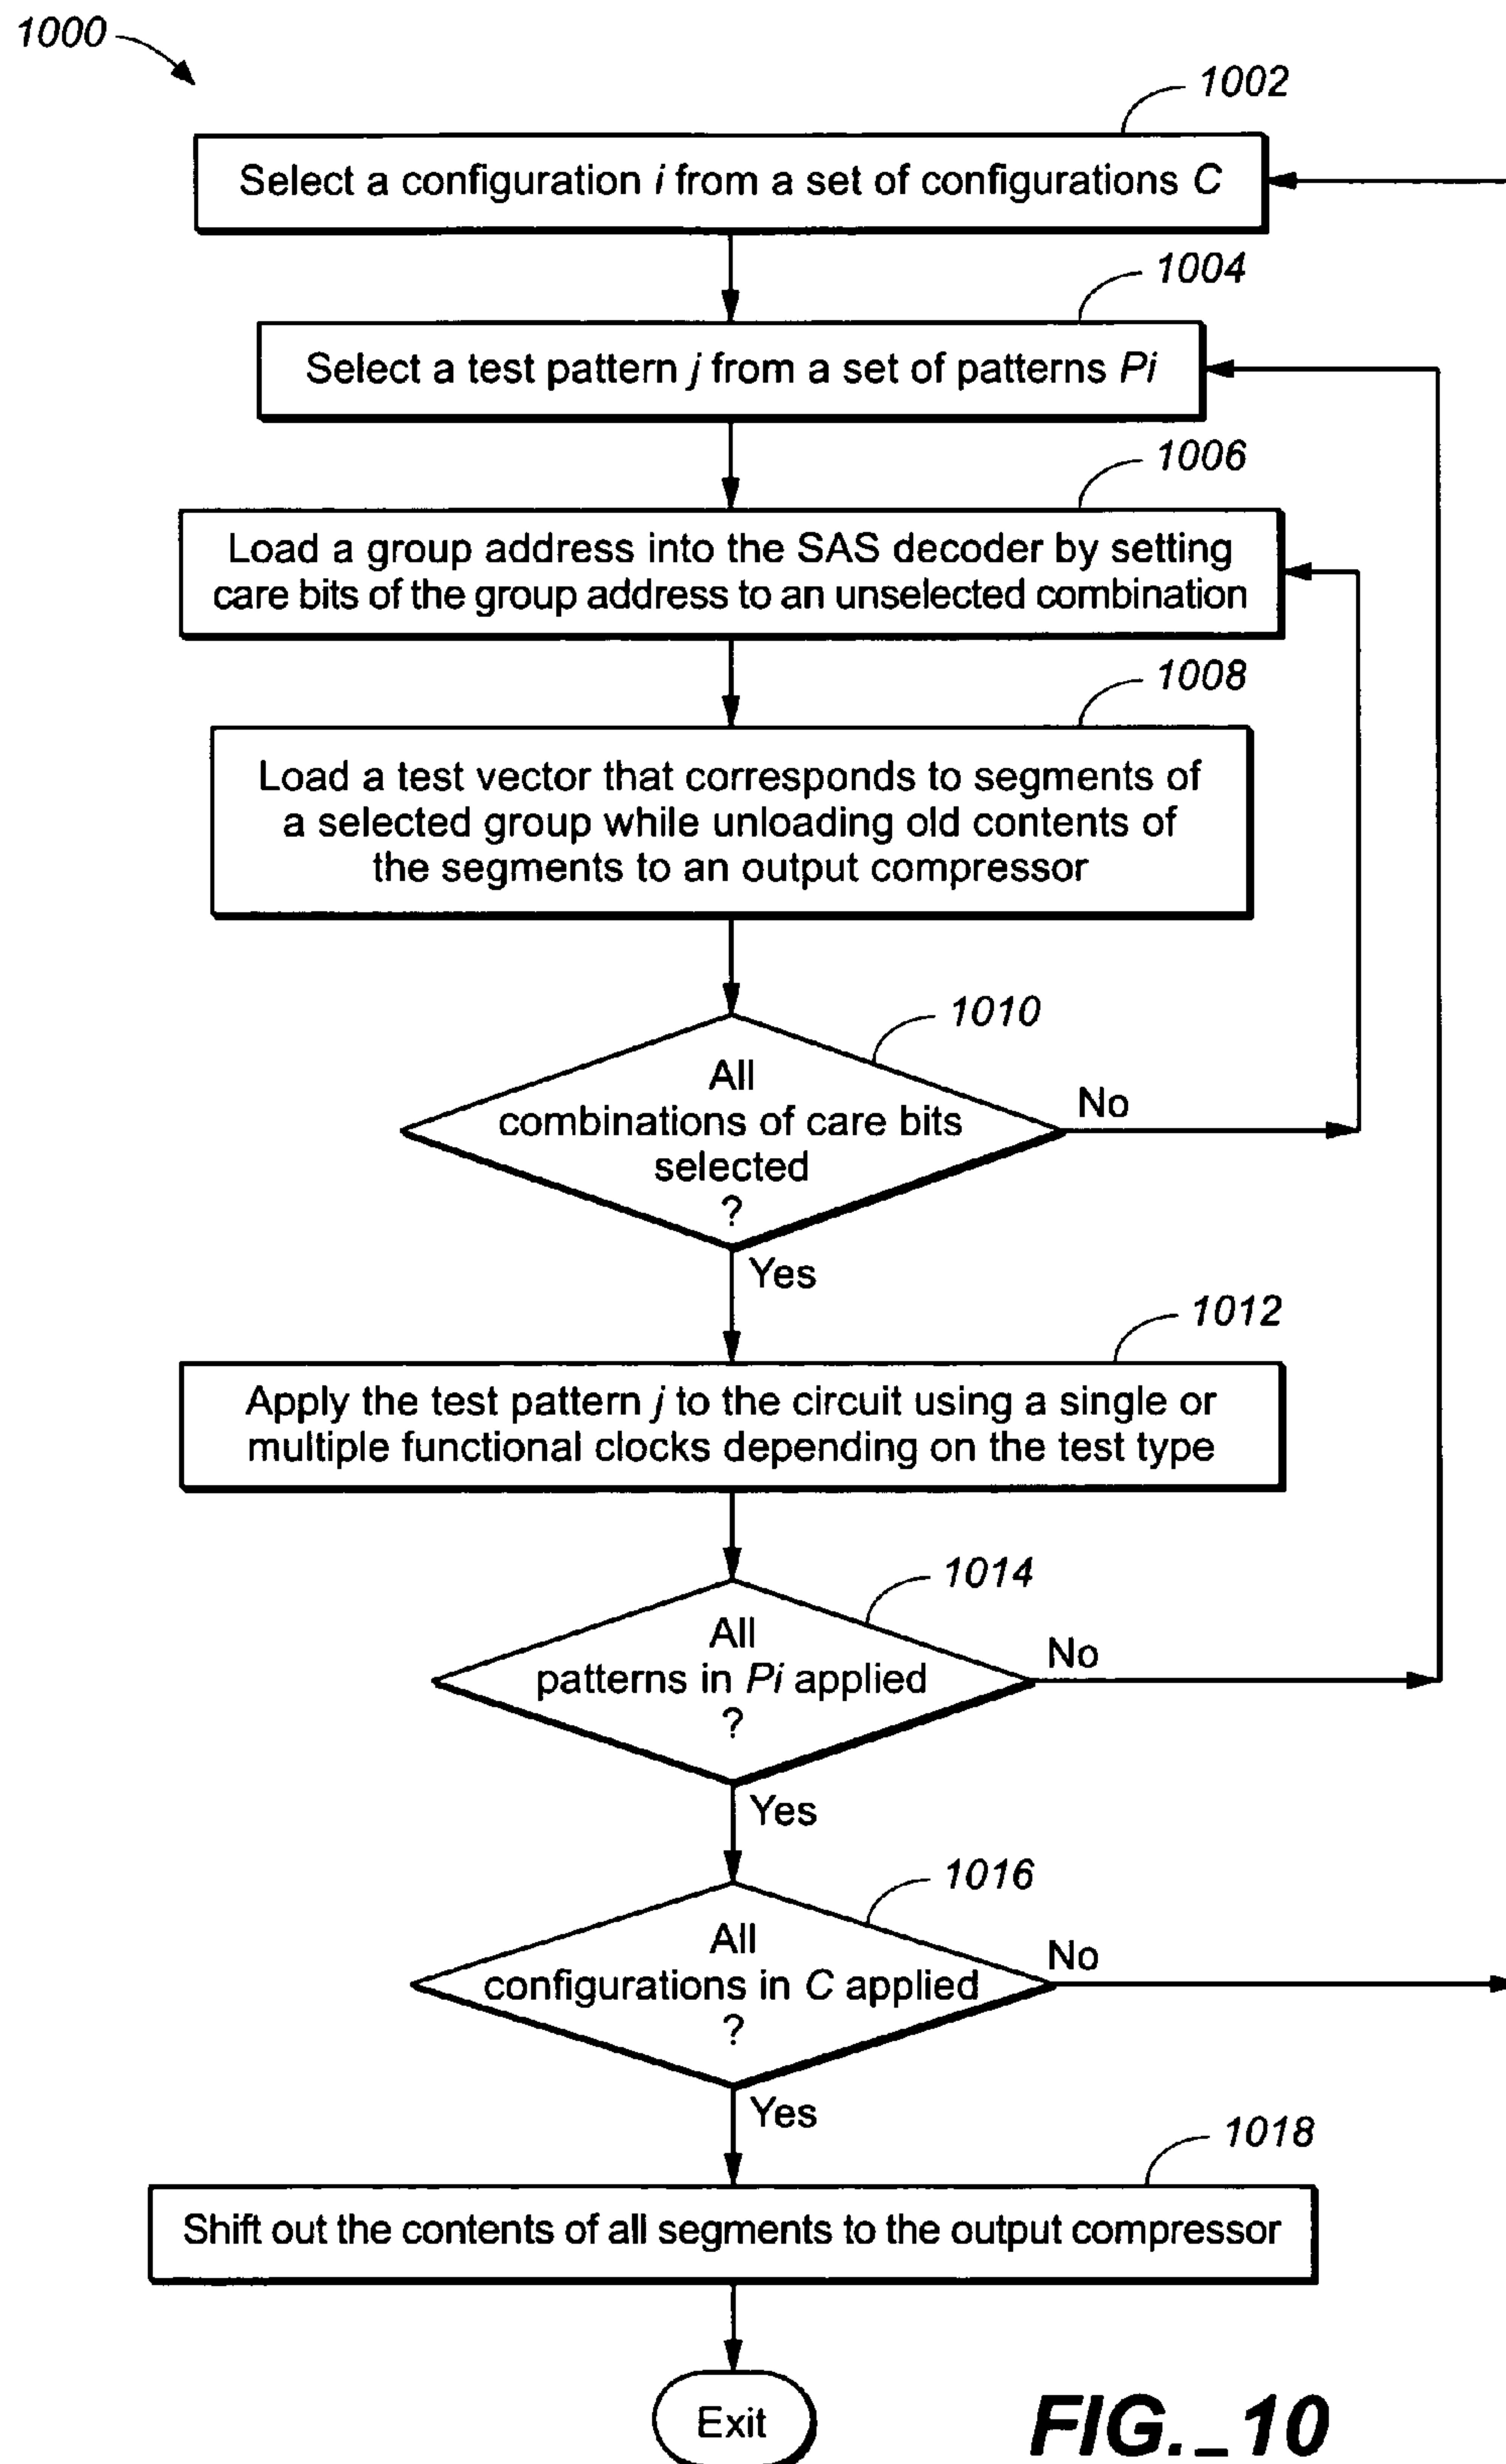 1000
1002
Select a configuration i from a set of configurations C
1004
Select a test pattern j from a set of patterns Pi
1006
Load a group address into the SAS decoder by setting
care bits of the group address to an unselected combination
1008
Load a test vector that corresponds to segments of
a selected group while unloading old contents of
the segments to an output compressor
1010
All
combinations of care bits
selected
?
No
Yes
1012
Apply the test pattern j to the circuit using a single or
multiple functional clocks depending on the test type
1014
All
patterns in Pi applied
?
No
Yes
1016
All
configurations in C applied
?
No
Yes
1018
Shift out the contents of all segments to the output compressor
Exit
FIG._10